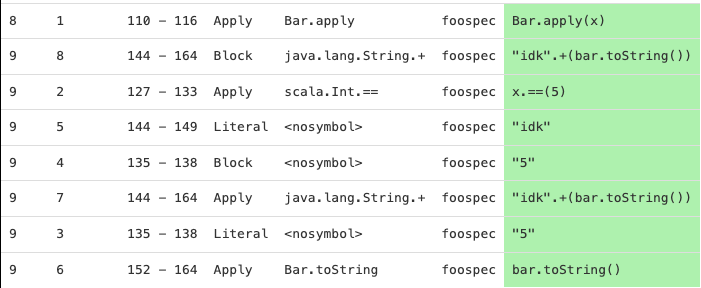 8 1 110 – 116 Apply Bar.apply foospec Bar.apply(x)
9 8 144 – 164 Block java.lang.String.+ foospec "idk".+(bar.toString())
9 2 127 – 133 Apply scala.Int.== foospec x.==(5)
9 5 144 – 149 Literal <nosymbol> foospec "idk"
9 4 135 – 138 Block <nosymbol> foospec "5"
9 7 144 – 164 Apply java.lang.String.+ foospec "idk".+(bar.toString())
9 3 135 – 138 Literal <nosymbol> foospec "5"
9 6 152 – 164 Apply Bar.toString foospec bar.toString()